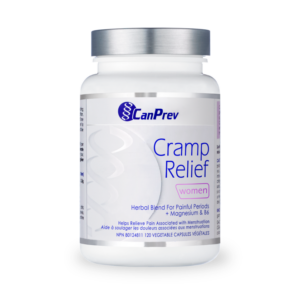 CanPrev
Cramp
Relief
women
Herbal Blend For Painful Periods
+ Magnesium & B6
Helps Relieve Pain Associated with Menstruation
Aide à soulager les douleurs associées aux menstruations
120 VEGETABLE CAPSULES VEGETALES